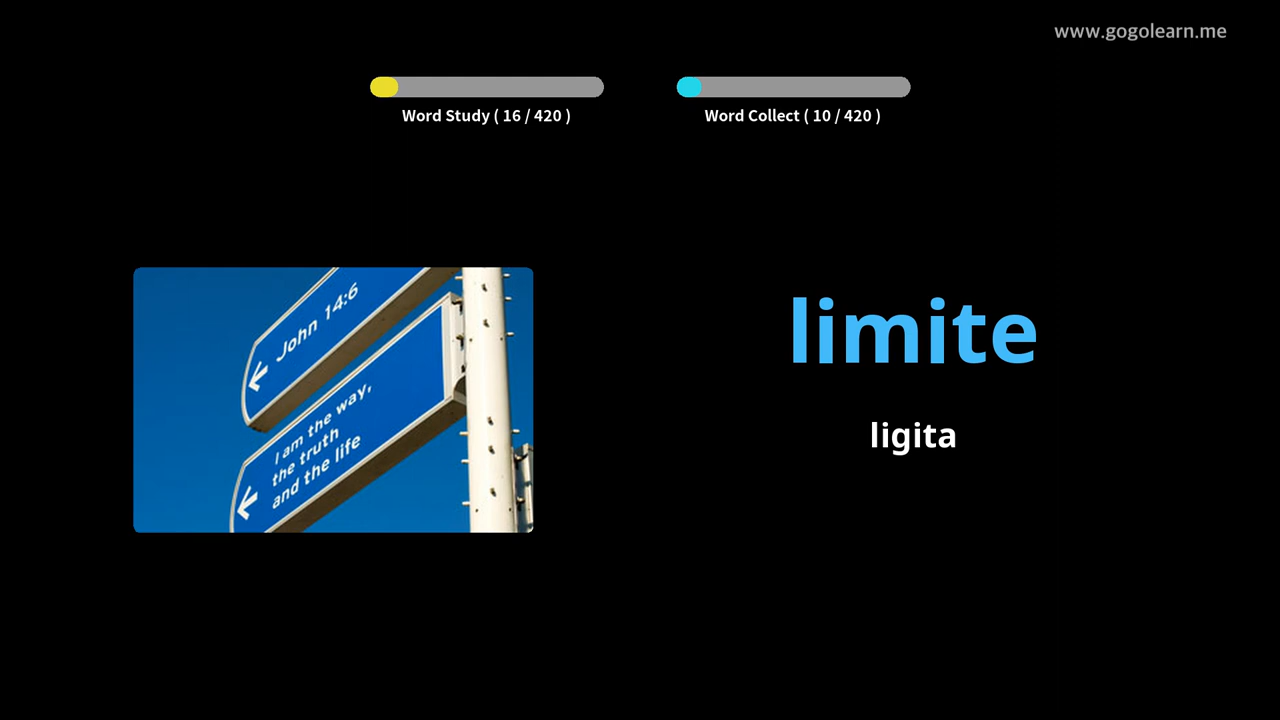 www.gogolearn.me
Word Study ( 16 / 420 )
Word Collect ( 10 / 420 )
John 14:6
I am the way,
the truth
and the life
limite
ligita